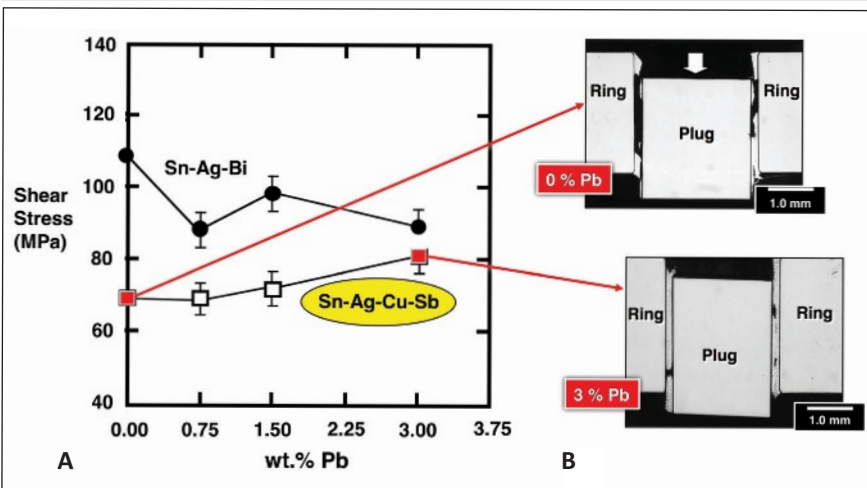 140
120
100
80
60
40
Shear
Stress
(MPa)
Sn-Ag-Bi
Sn-Ag-Cu-Sb
0.00 0.75 1.50 2.25 3.00 3.75
wt.% Pb
A
Ring
Plug
Ring
0 % Pb
1.0 mm
Ring
Plug
Ring
3 % Pb
1.0 mm
B